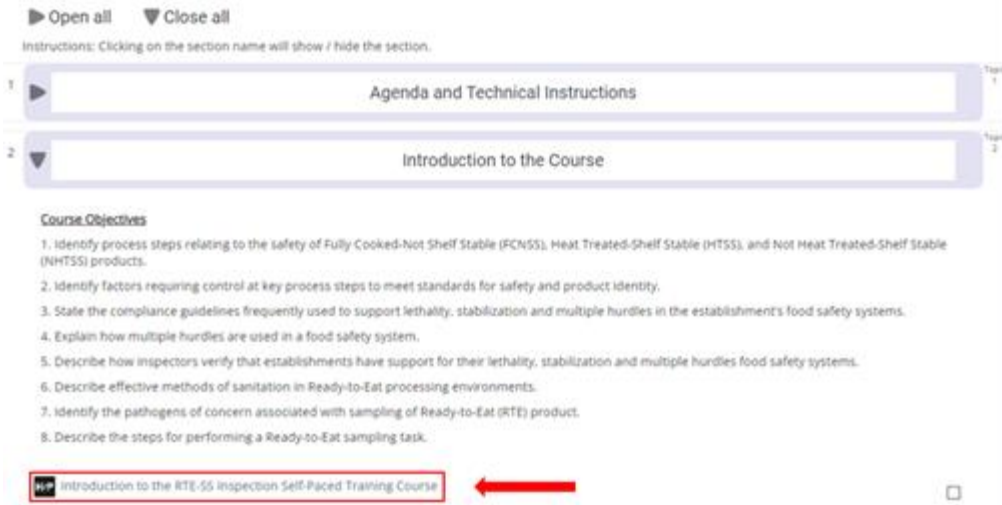 Open all Close all
Instructions: Clicking on the section name will show / hide the section.
1
Agenda and Technical Instructions
Topic
1
2
Introduction to the Course
Topic
2
Course Objectives
1. Identify process steps relating to the safety of Fully Cooked-Not Shelf Stable (FCNSS), Heat Treated-Shelf Stable (HTSS), and Not Heat Treated-Shelf Stable
(NHTSS) products.
2. Identify factors requiring control at key process steps to meet standards for safety and product identity.
3. State the compliance guidelines frequently used to support lethality, stabilization and multiple hurdles in the establishment's food safety systems.
4. Explain how multiple hurdles are used in a food safety system.
5. Describe how inspectors verify that establishments have support for their lethality, stabilization and multiple hurdles food safety systems.
6. Describe effective methods of sanitation in Ready-to-Eat processing environments.
7. Identify the pathogens of concern associated with sampling of Ready-to-Eat (RTE) product.
8. Describe the steps for performing a Ready-to-Eat sampling task.
Introduction to the RTE-SS Inspection Self-Paced Training Course